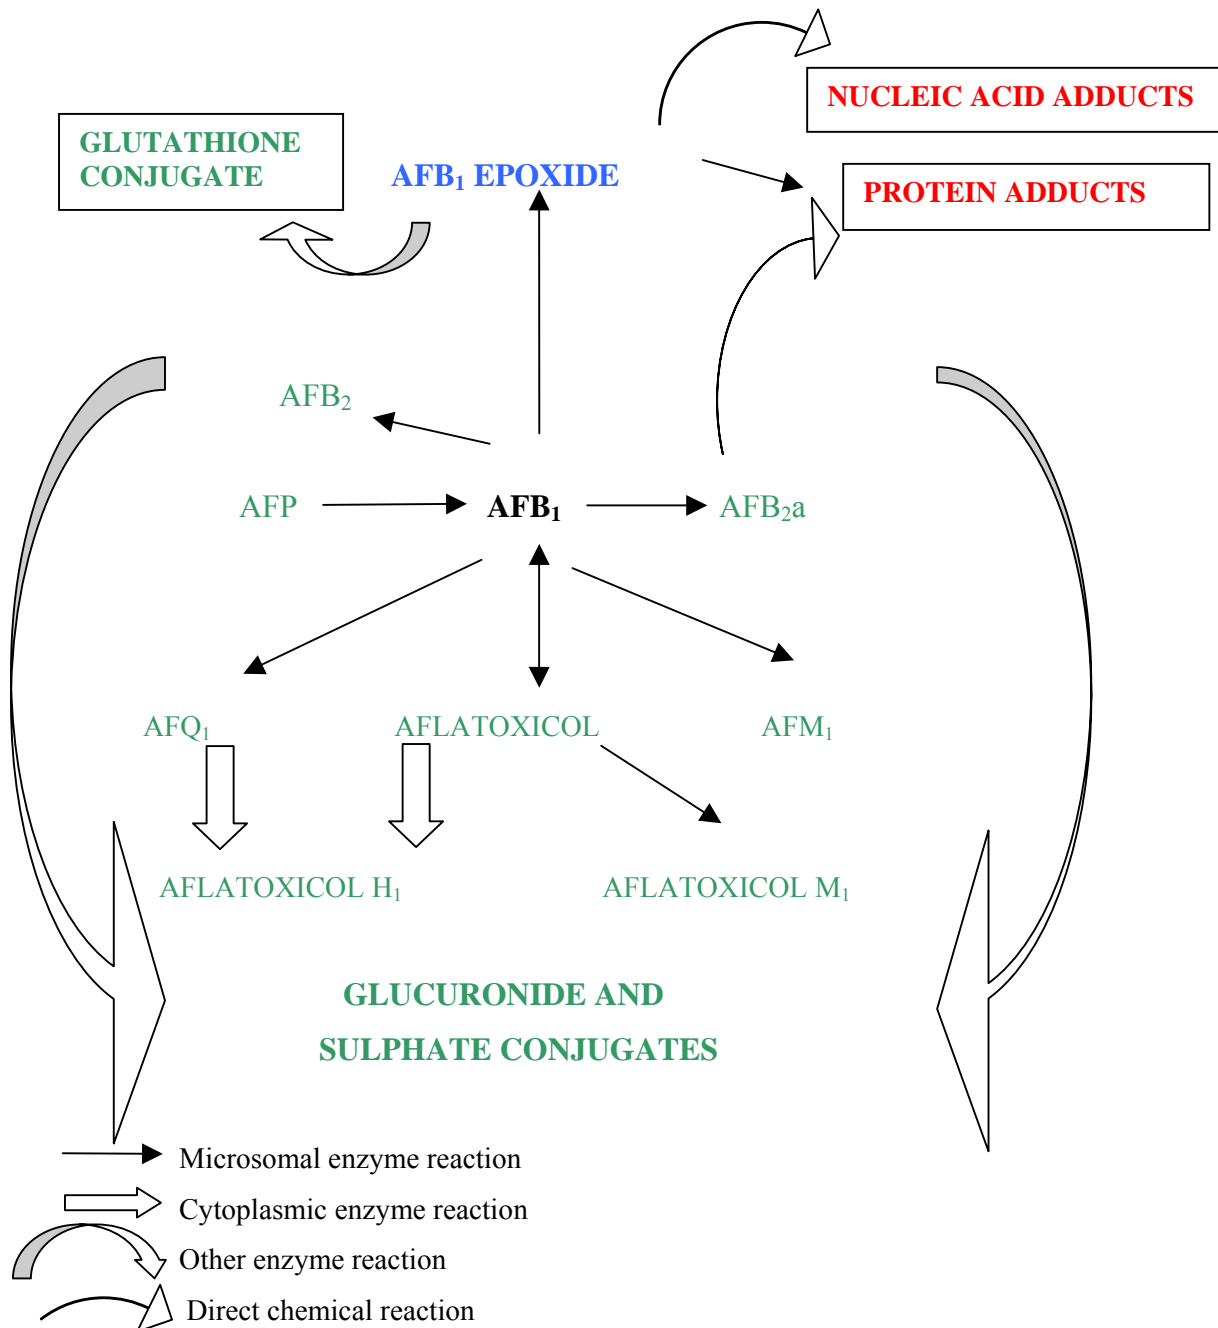 NUCLEIC ACID ADDUCTS
GLUTATHIONE
CONJUGATE
AFB₁ EPOXIDE
PROTEIN ADDUCTS
AFB₂
AFP
AFB₁
AFB₂a
AFQ₁
AFLATOXICOL
AFM₁
AFLATOXICOL H₁
AFLATOXICOL M₁
GLUCURONIDE AND
SULPHATE CONJUGATES
Microsomal enzyme reaction
Cytoplasmic enzyme reaction
Other enzyme reaction
Direct chemical reaction